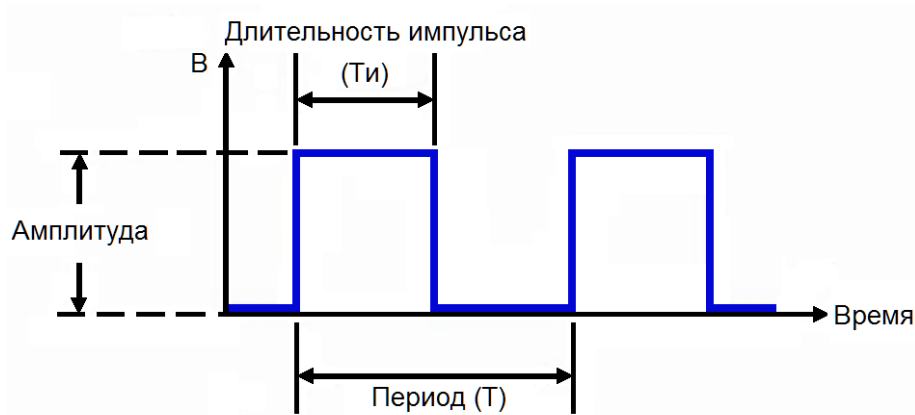 Длительность импульса
В
(Ти)
Амплитуда
Время
Период (Т)